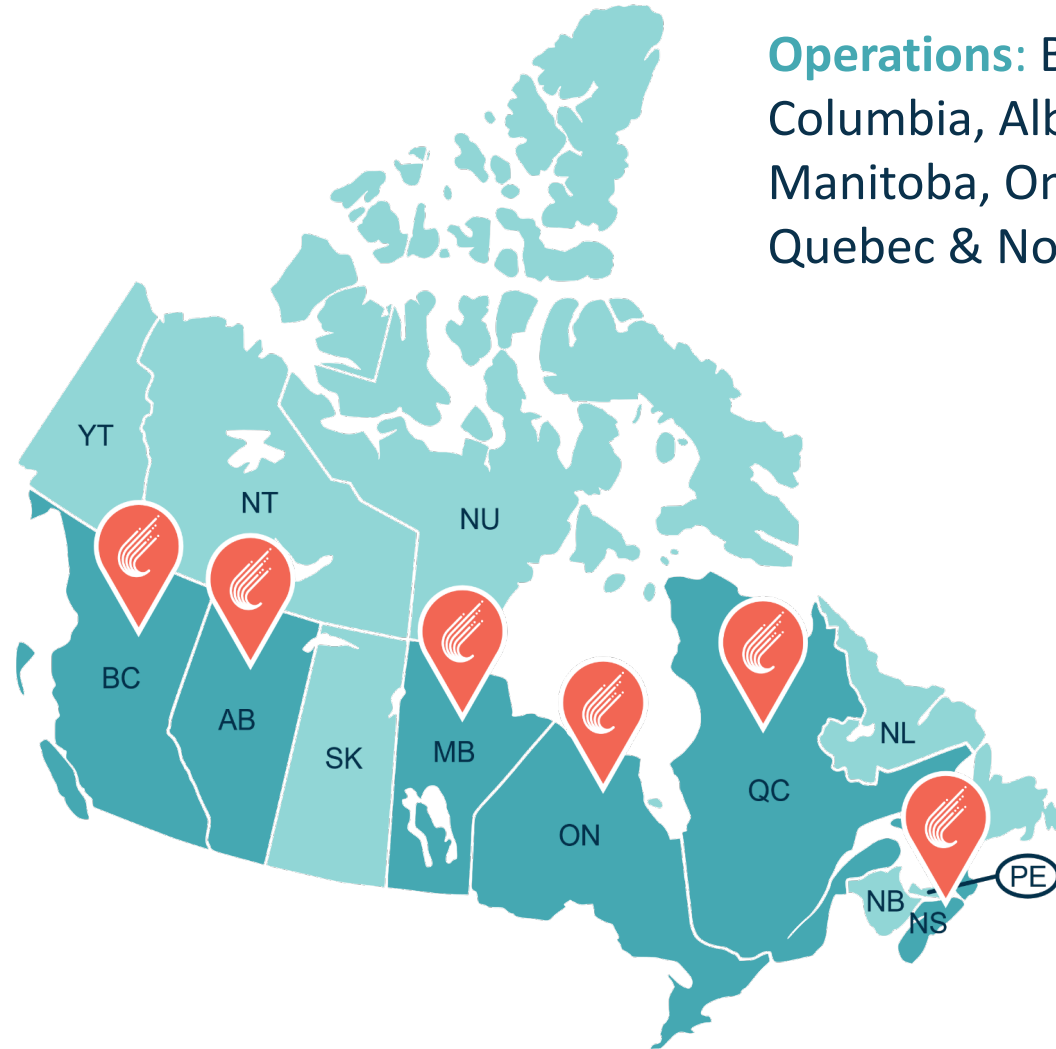 Operations: B
Columbia, Alb
Manitoba, On
Quebec & No
YT
NT
NU
BC
AB
SK
MB
ON
QC
NL
PE
NB
NS